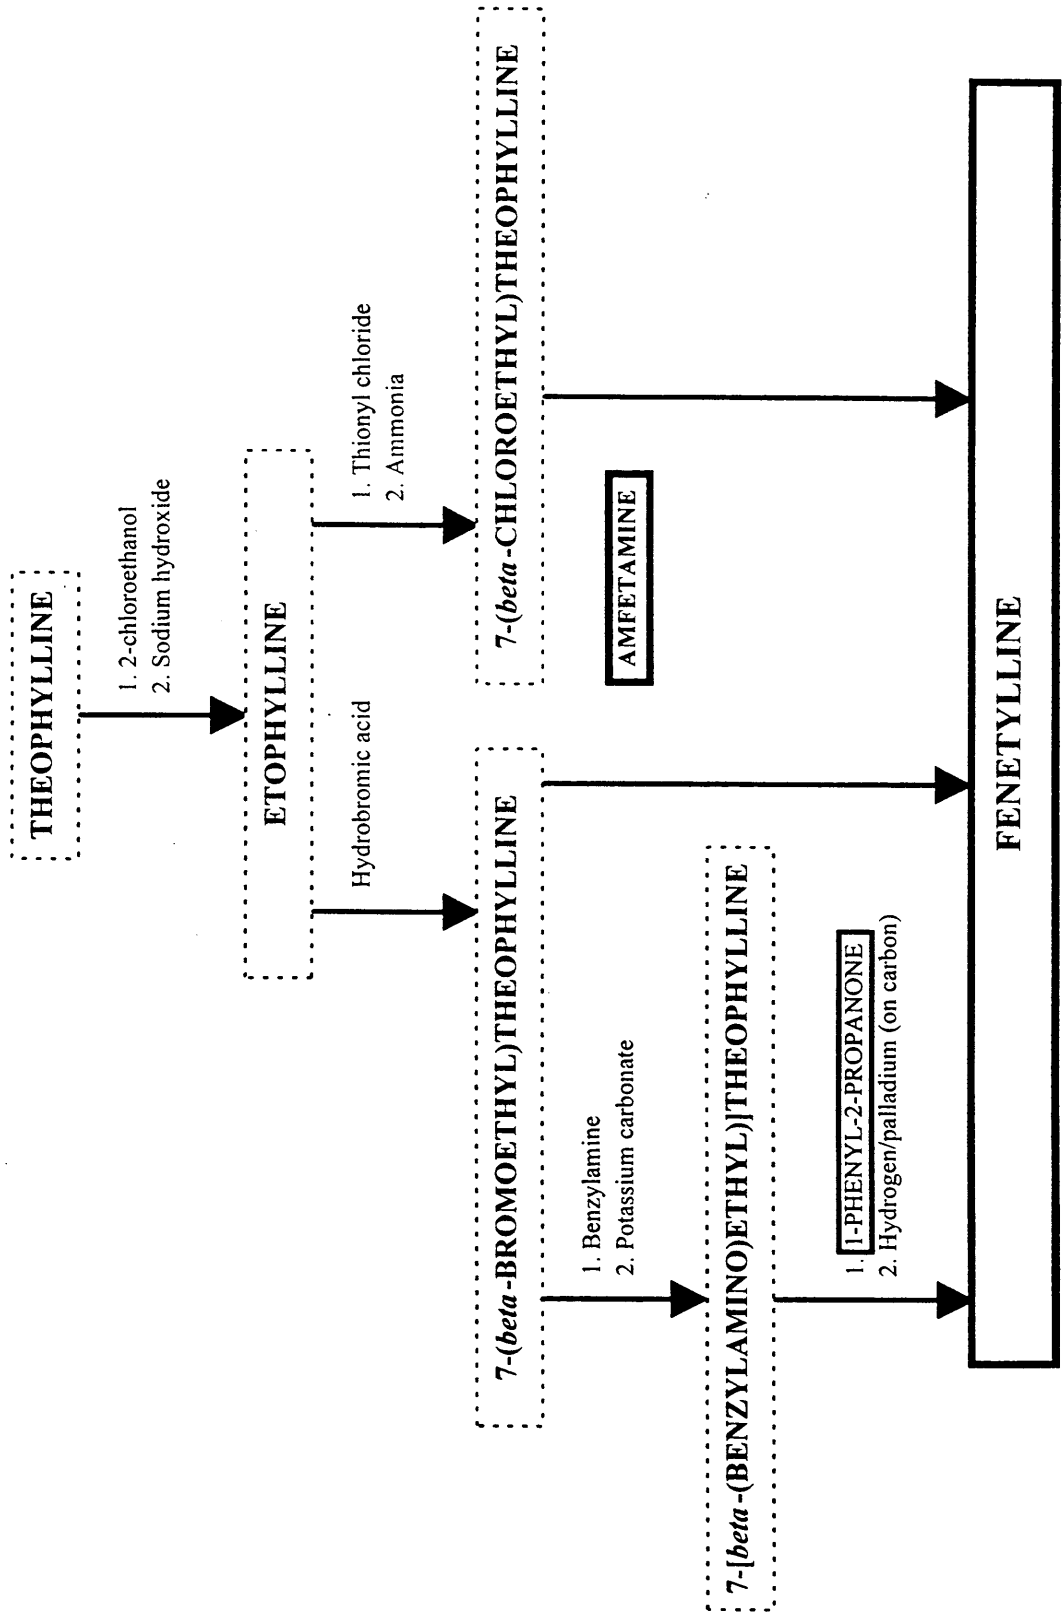 THEOPHYLLINE
1. 2-chloroethanol
2. Sodium hydroxide
ETOPHYLLINE
Hydrobromic acid
1. Thionyl chloride
2. Ammonia
7-(beta-BROMOETHYL)THEOPHYLLINE
7-(beta-CHLOROETHYL)THEOPHYLLINE
1. Benzylamine
2. Potassium carbonate
AMFETAMINE
7-[beta-(BENZYLAMINO)ETHYL)]THEOPHYLLINE
1. 1-PHENYL-2-PROPANONE
2. Hydrogen/palladium (on carbon)
FENETYLLINE